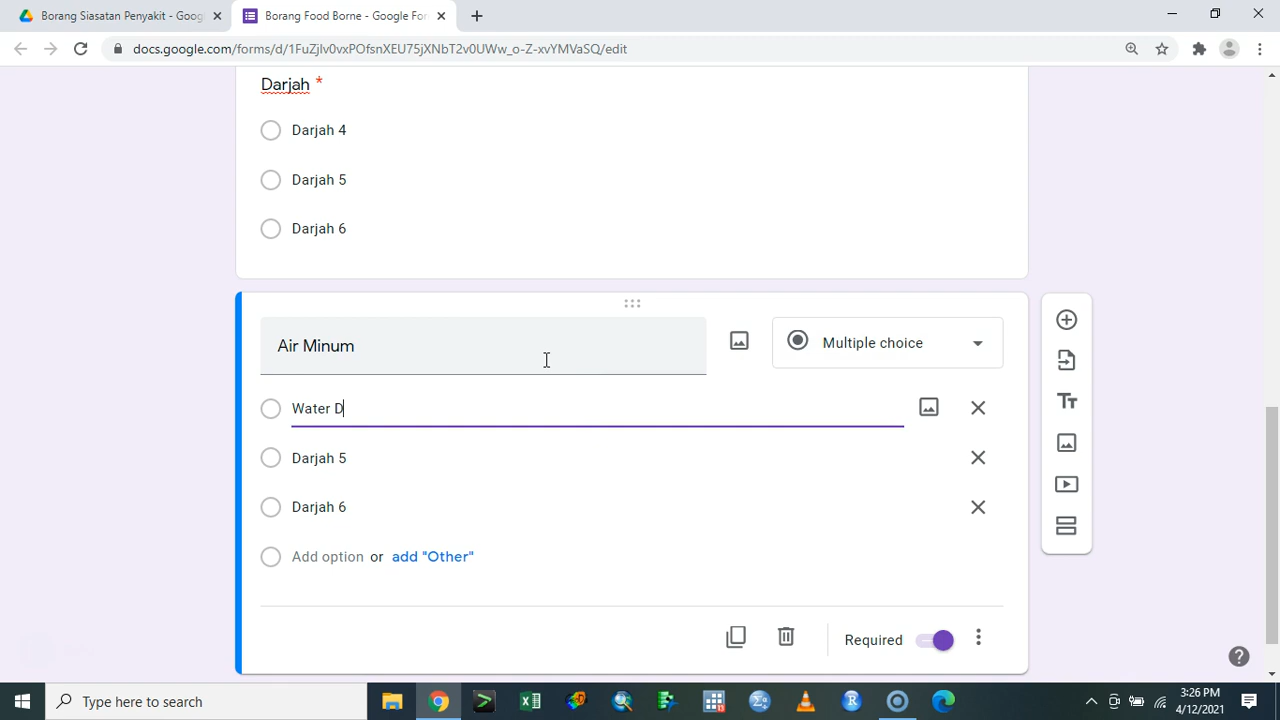 Borang Siasatan Penyakit - Goog
Borang Food Borne - Google For
docs.google.com/forms/d/1FuZjlv0vxPOfsnXEU75jXNbT2v0UWw_o-Z-xvYMVaSQ/edit
Darjah *
Darjah 4
Darjah 5
Darjah 6
Air Minum
Multiple choice
Water D
Darjah 5
Darjah 6
Add option or add "Other"
Required
Type here to search
3:26 PM
4/12/2021